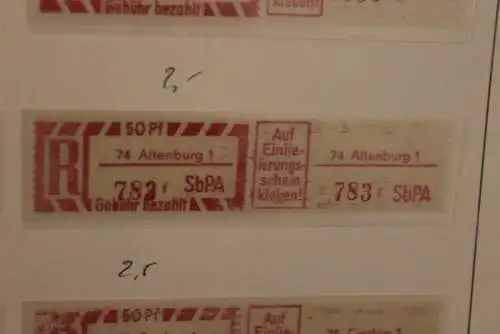 Gebühr bezahlt
kleben!
2,-
50 Pf
R
74 Altenburg 1
783 f SbPA
Gebühr bezahlt
Auf
Einlie-
ferungs-
schein
kleben!
74 Altenburg 1
783 f SbPA
2,-
50 Pf
Auf